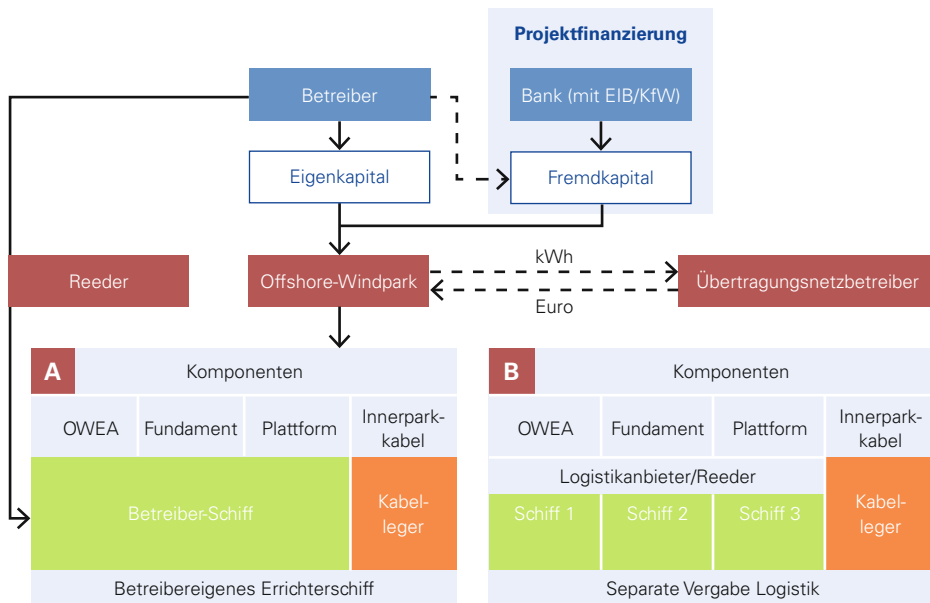 Projektfinanzierung
Betreiber
Bank (mit EIB/KfW)
Eigenkapital
Fremdkapital
Reeder
Offshore-Windpark
kWh
Euro
Übertragungsnetzbetreiber
A
Komponenten
OWEA
Fundament
Plattform
Innerpark-
kabel
Betreiber-Schiff
Kabel-
leger
Betreibereigenes Errichterschiff
B
Komponenten
OWEA
Fundament
Plattform
Innerpark-
kabel
Logistikanbieter/Reeder
Schiff 1
Schiff 2
Schiff 3
Kabel-
leger
Separate Vergabe Logistik